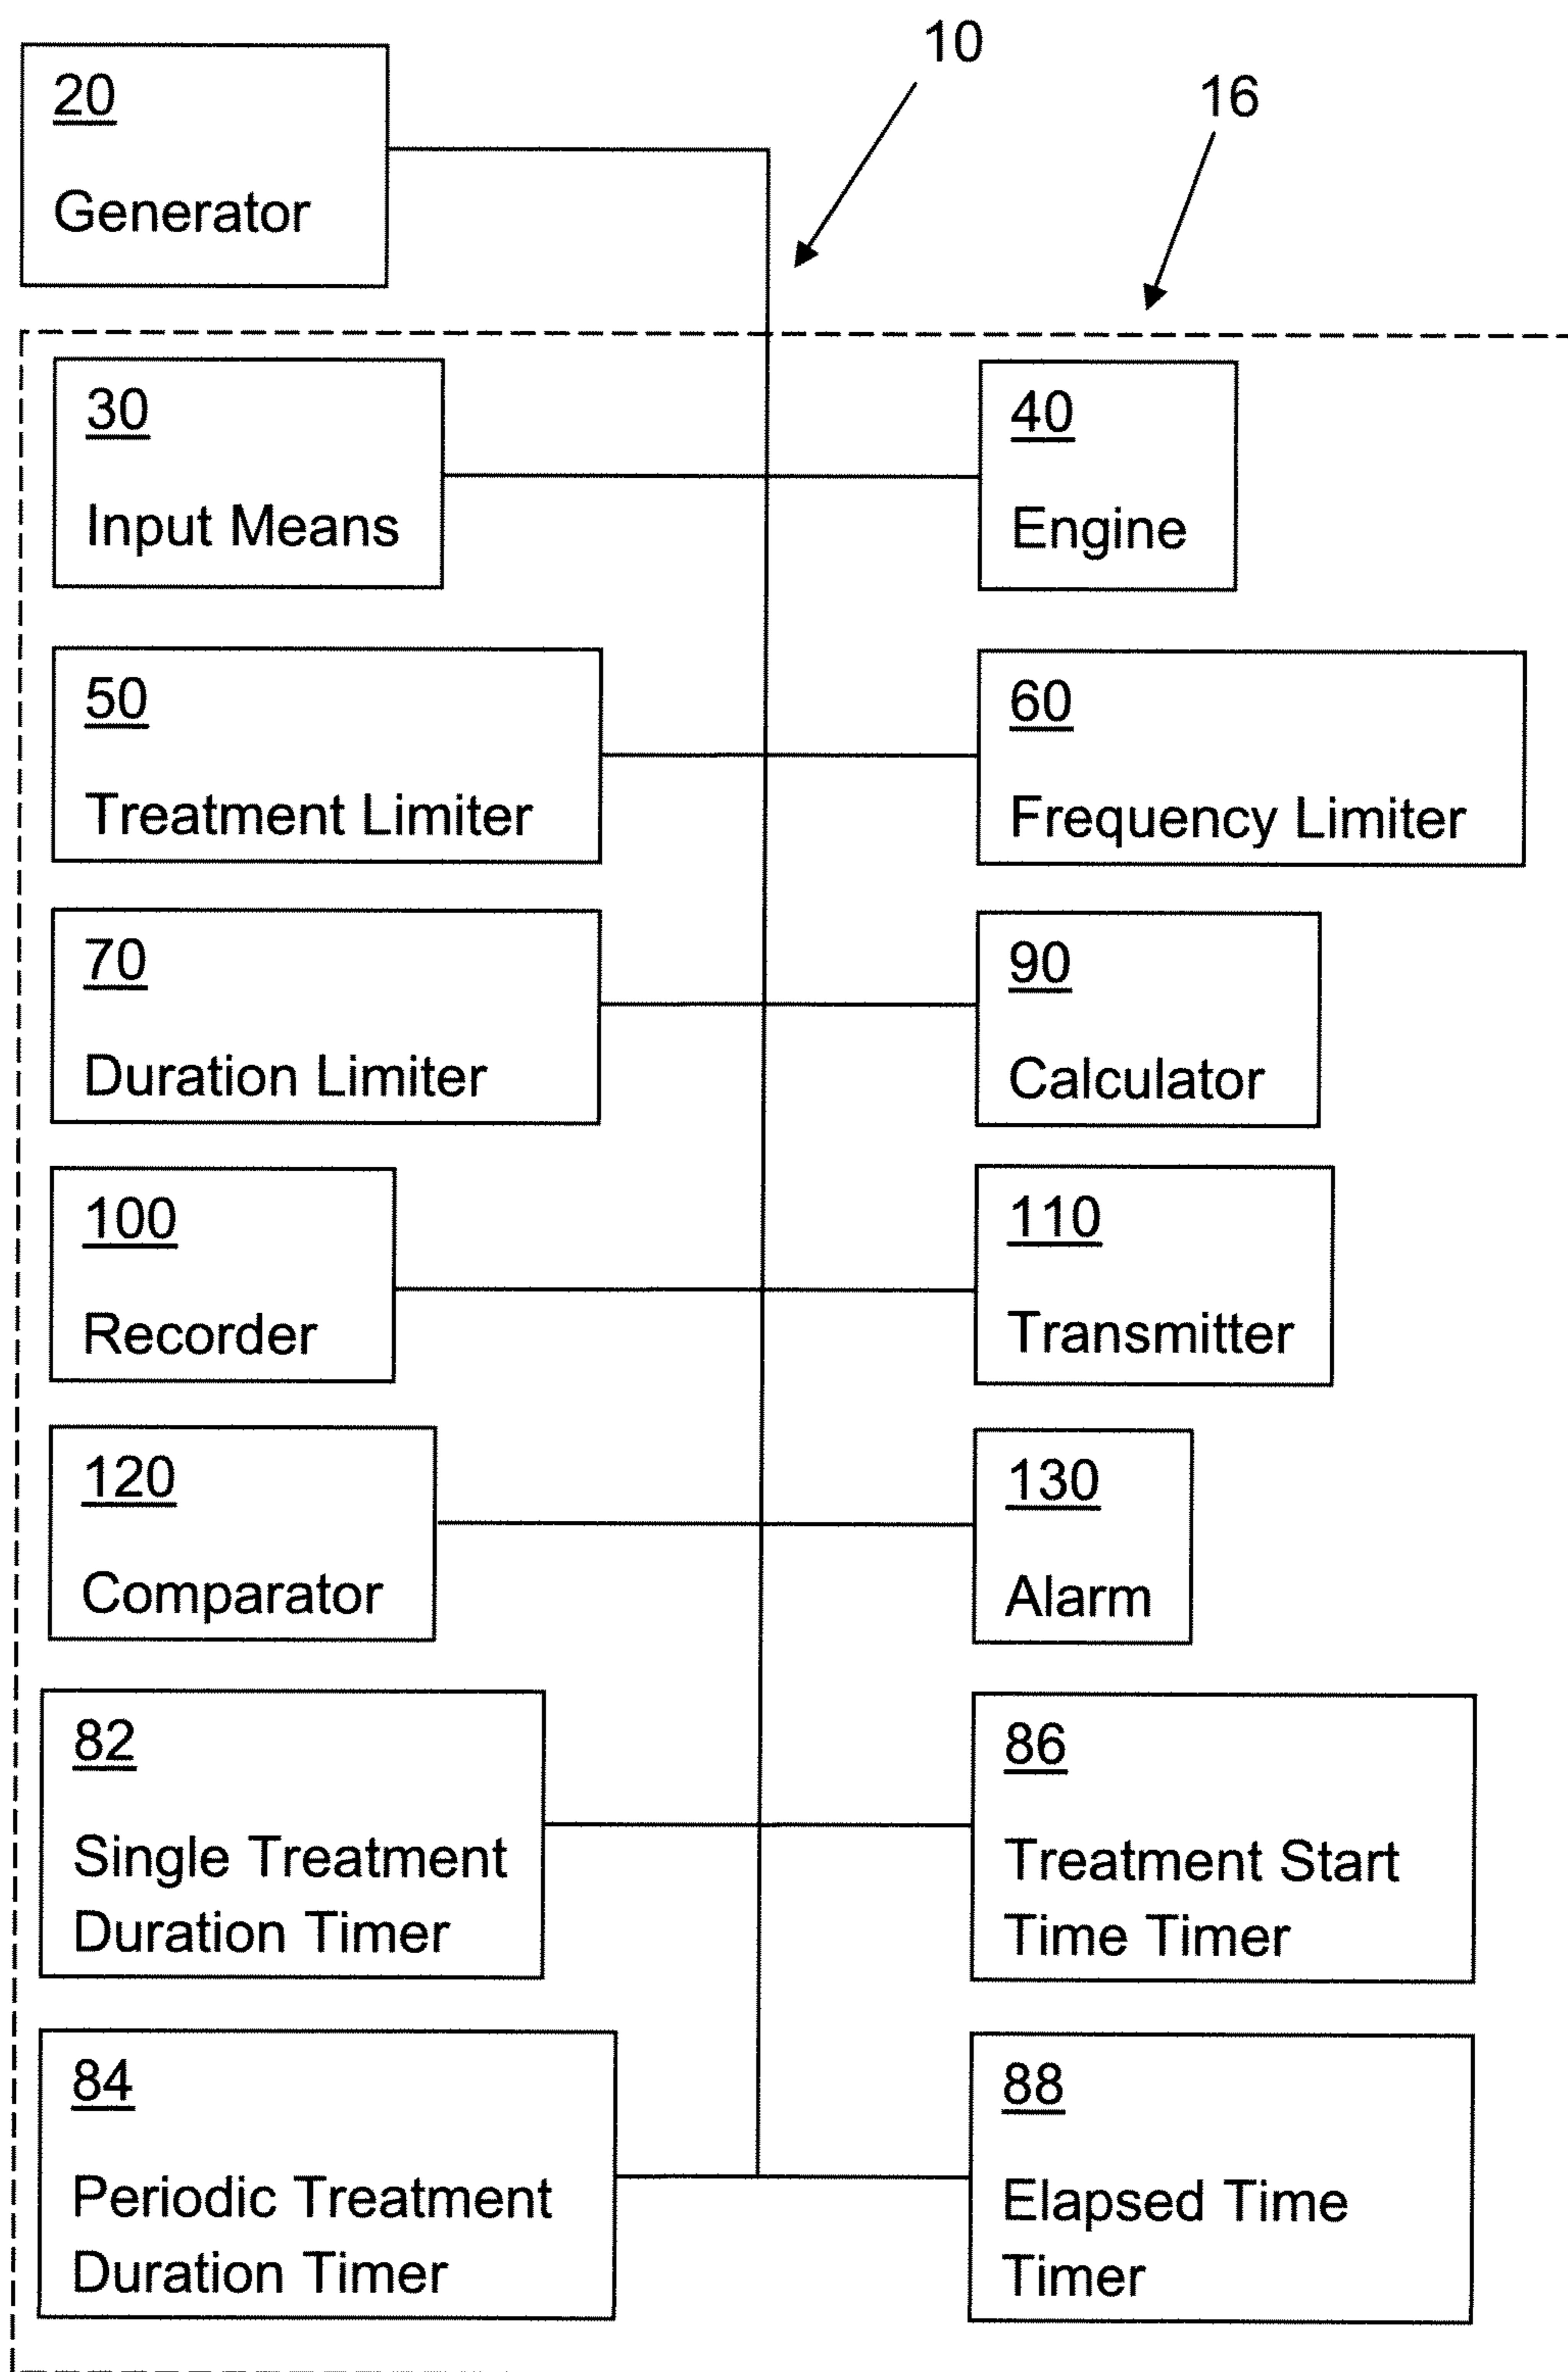 10
16
20
Generator
30
Input Means
40
Engine
50
Treatment Limiter
60
Frequency Limiter
70
Duration Limiter
90
Calculator
100
Recorder
110
Transmitter
120
Comparator
130
Alarm
82
Single Treatment
Duration Timer
86
Treatment Start
Time Timer
84
Periodic Treatment
Duration Timer
88
Elapsed Time
Timer